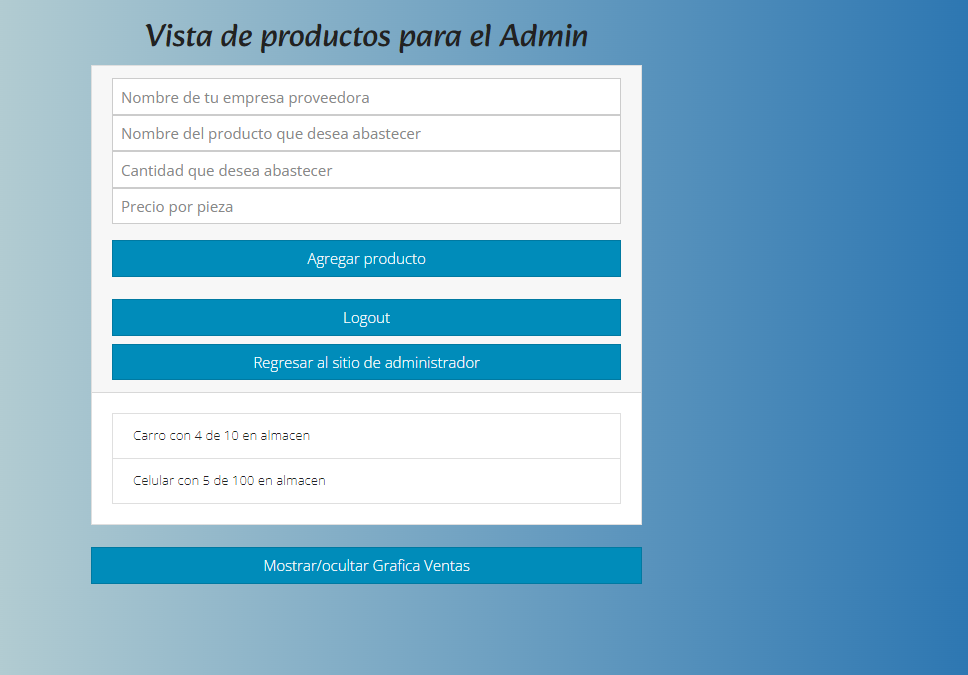 Vista de productos para el Admin
Nombre de tu empresa proveedora
Nombre del producto que desea abastecer
Cantidad que desea abastecer
Precio por pieza
Agregar producto
Logout
Regresar al sitio de administrador
Carro con 4 de 10 en almacen
Celular con 5 de 100 en almacen
Mostrar/ocultar Grafica Ventas